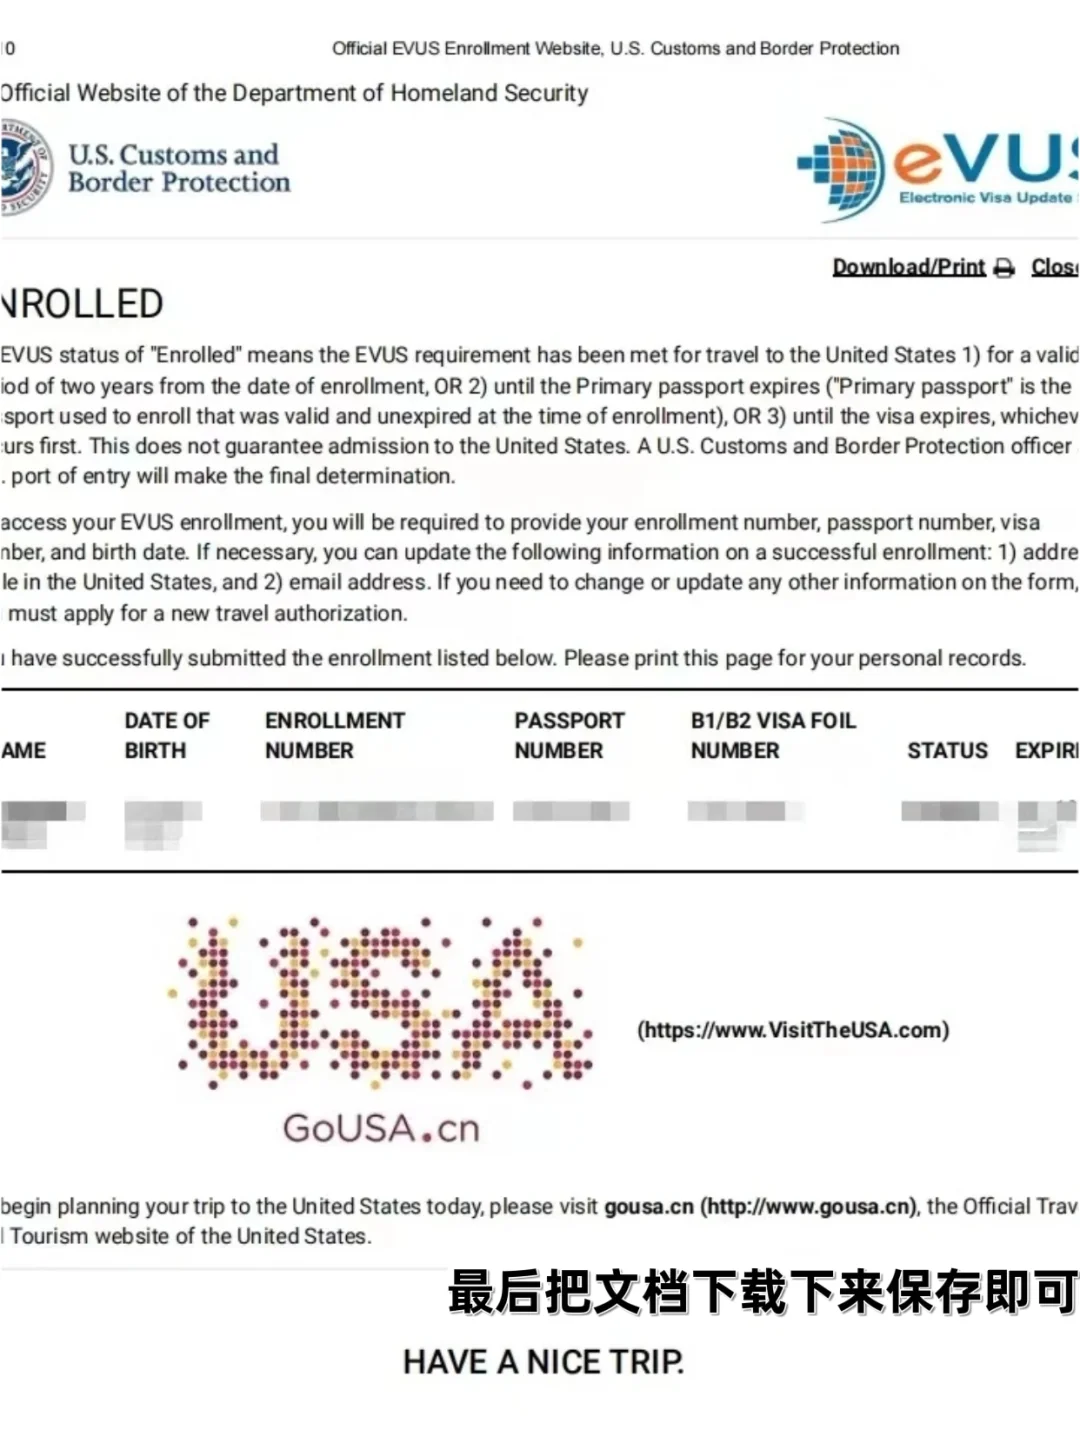 10
Official EVUS Enrollment Website, U.S. Customs and Border Protection
Official Website of the Department of Homeland Security
U.S. Customs and
Border Protection
eVUS
Electronic Visa Update
Download/Print Close
NROLLED
EVUS status of "Enrolled" means the EVUS requirement has been met for travel to the United States 1) for a valid
iod of two years from the date of enrollment, OR 2) until the Primary passport expires ("Primary passport" is the
sport used to enroll that was valid and unexpired at the time of enrollment), OR 3) until the visa expires, whichev
urs first. This does not guarantee admission to the United States. A U.S. Customs and Border Protection officer
. port of entry will make the final determination.
access your EVUS enrollment, you will be required to provide your enrollment number, passport number, visa
nber, and birth date. If necessary, you can update the following information on a successful enrollment: 1) addre
le in the United States, and 2) email address. If you need to change or update any other information on the form,
must apply for a new travel authorization.
have successfully submitted the enrollment listed below. Please print this page for your personal records.
AME DATE OF BIRTH ENROLLMENT NUMBER PASSPORT NUMBER B1/B2 VISA FOIL NUMBER STATUS EXPIR
USA
GoUSA.cn
(https://www.VisitTheUSA.com)
begin planning your trip to the United States today, please visit gousa.cn (http://www.gousa.cn), the Official Trav
Tourism website of the United States.
最后把文档下载下来保存即可
HAVE A NICE TRIP.